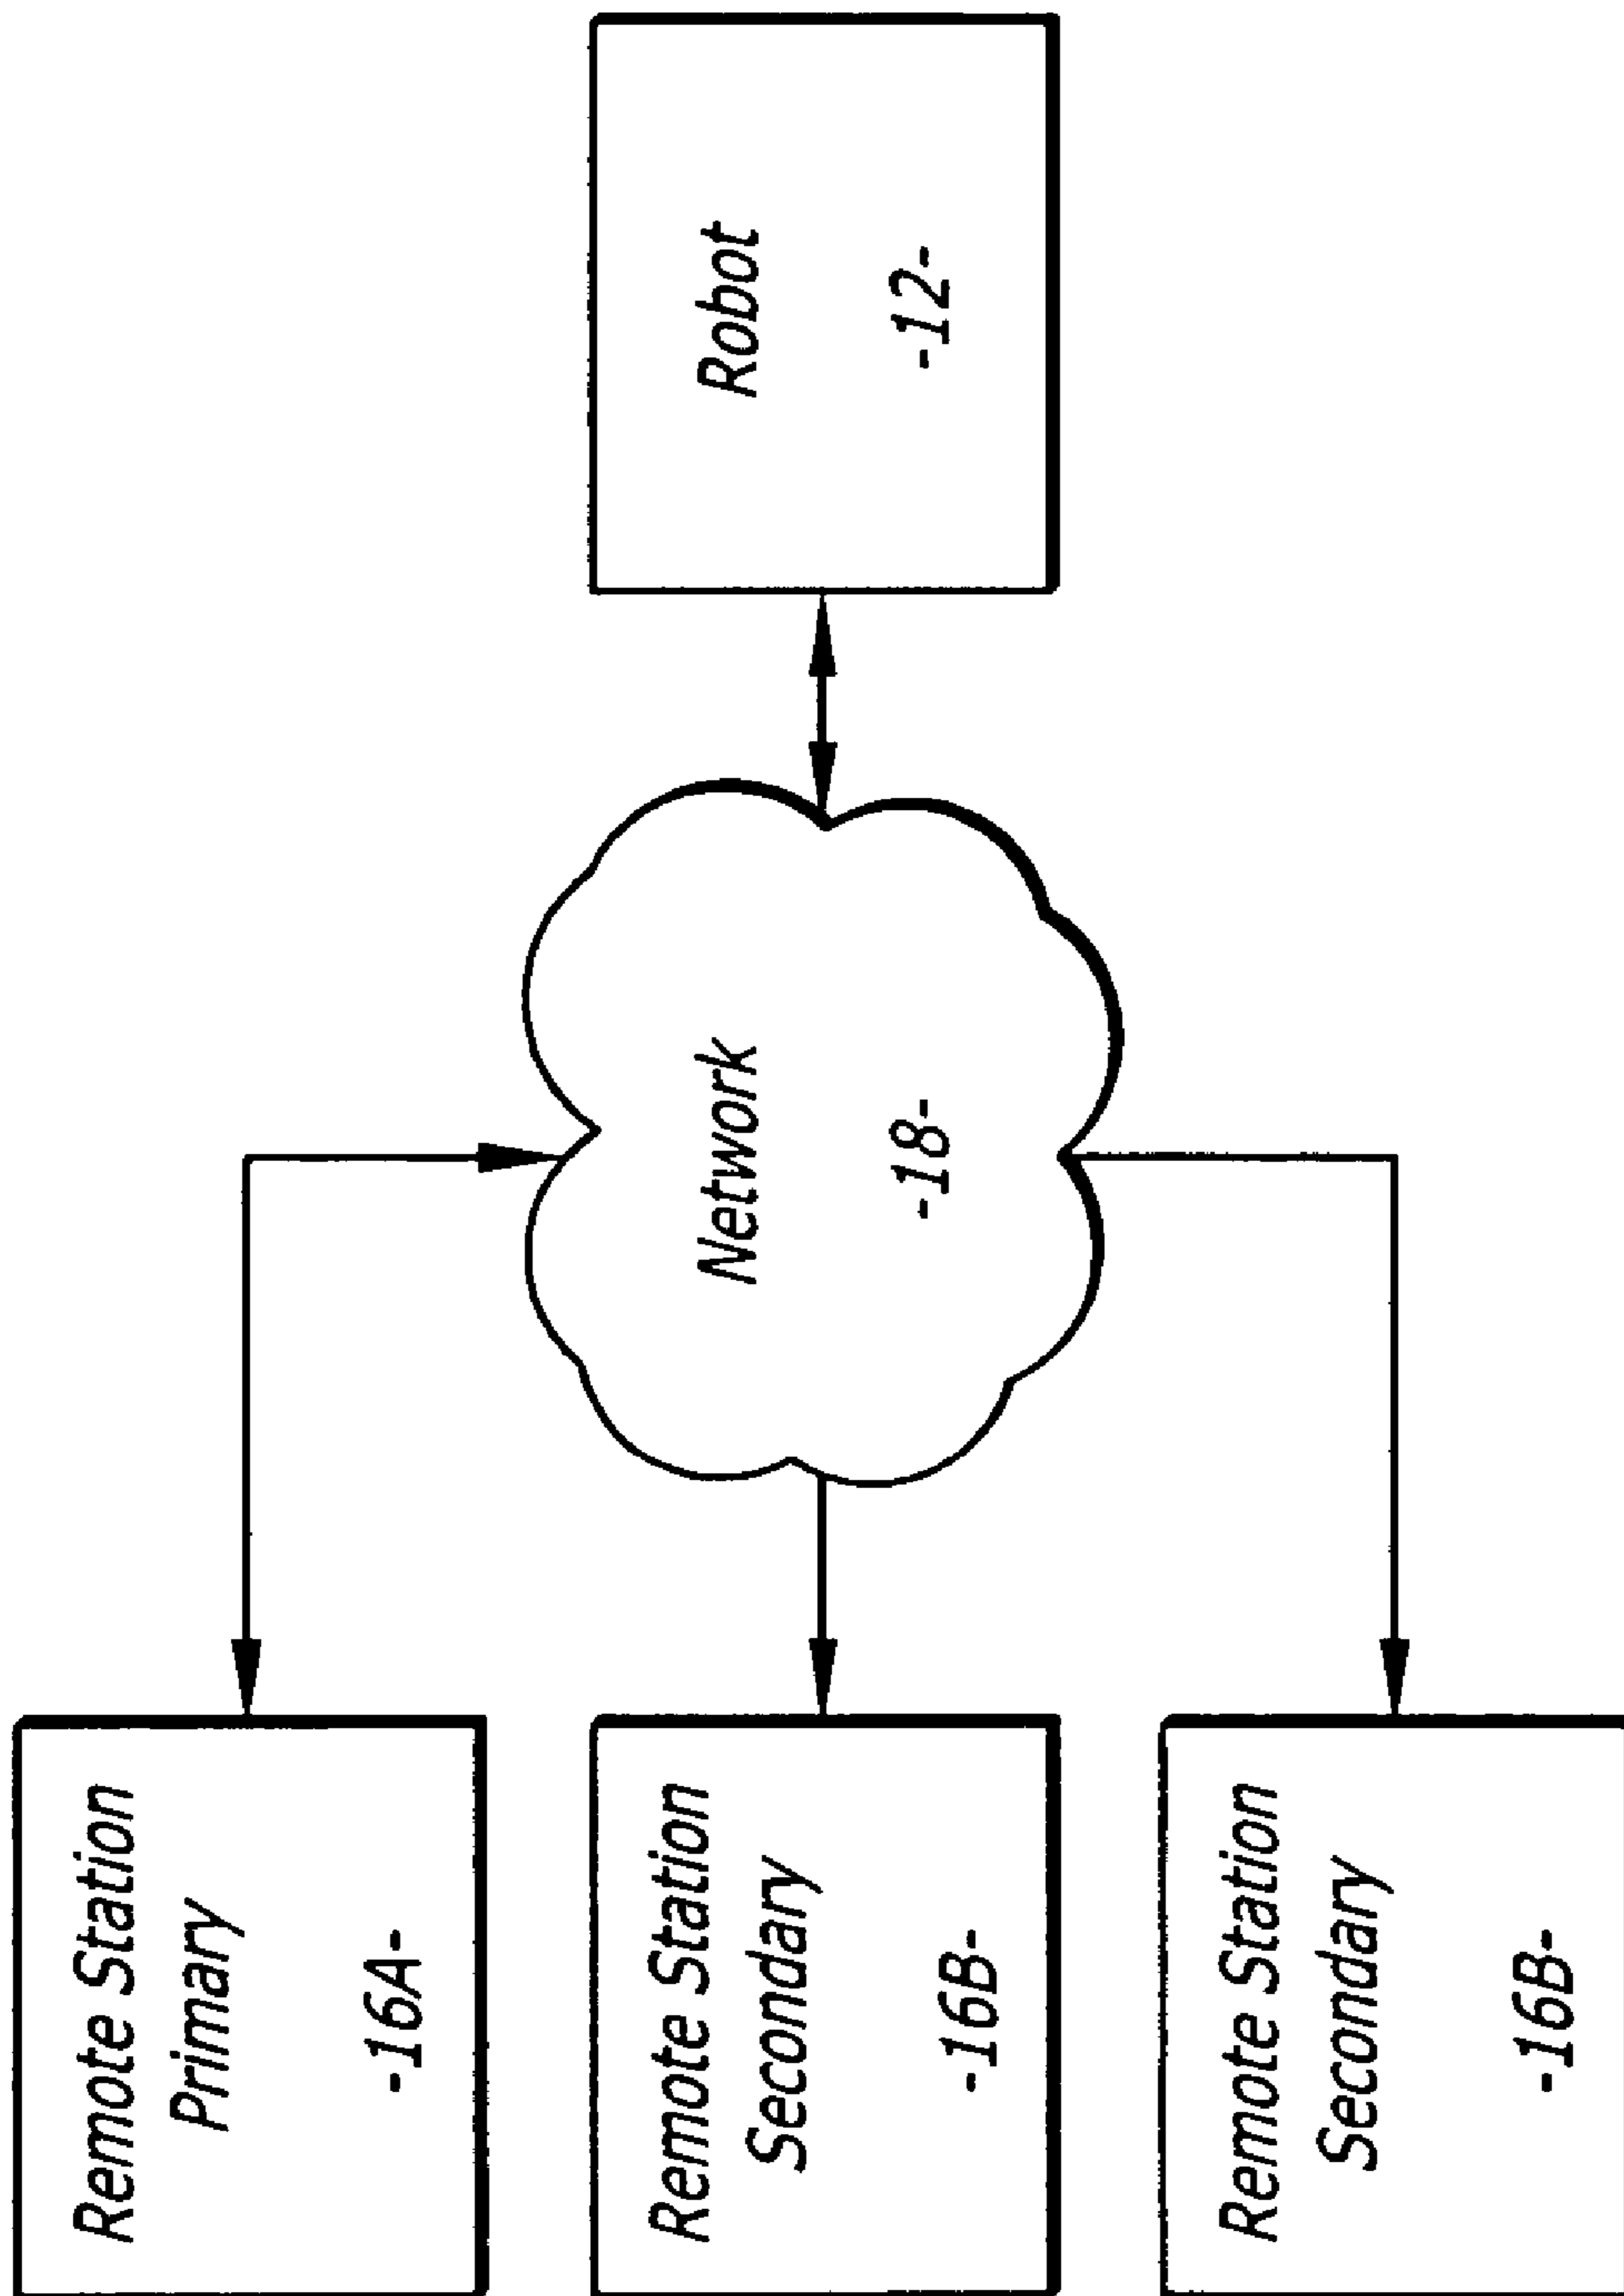 Remote Station
Primary
-16A-
Remote Station
Secondary
-16B-
Remote Station
Secondary
-16B-
Network
-18-
Robot
-12-